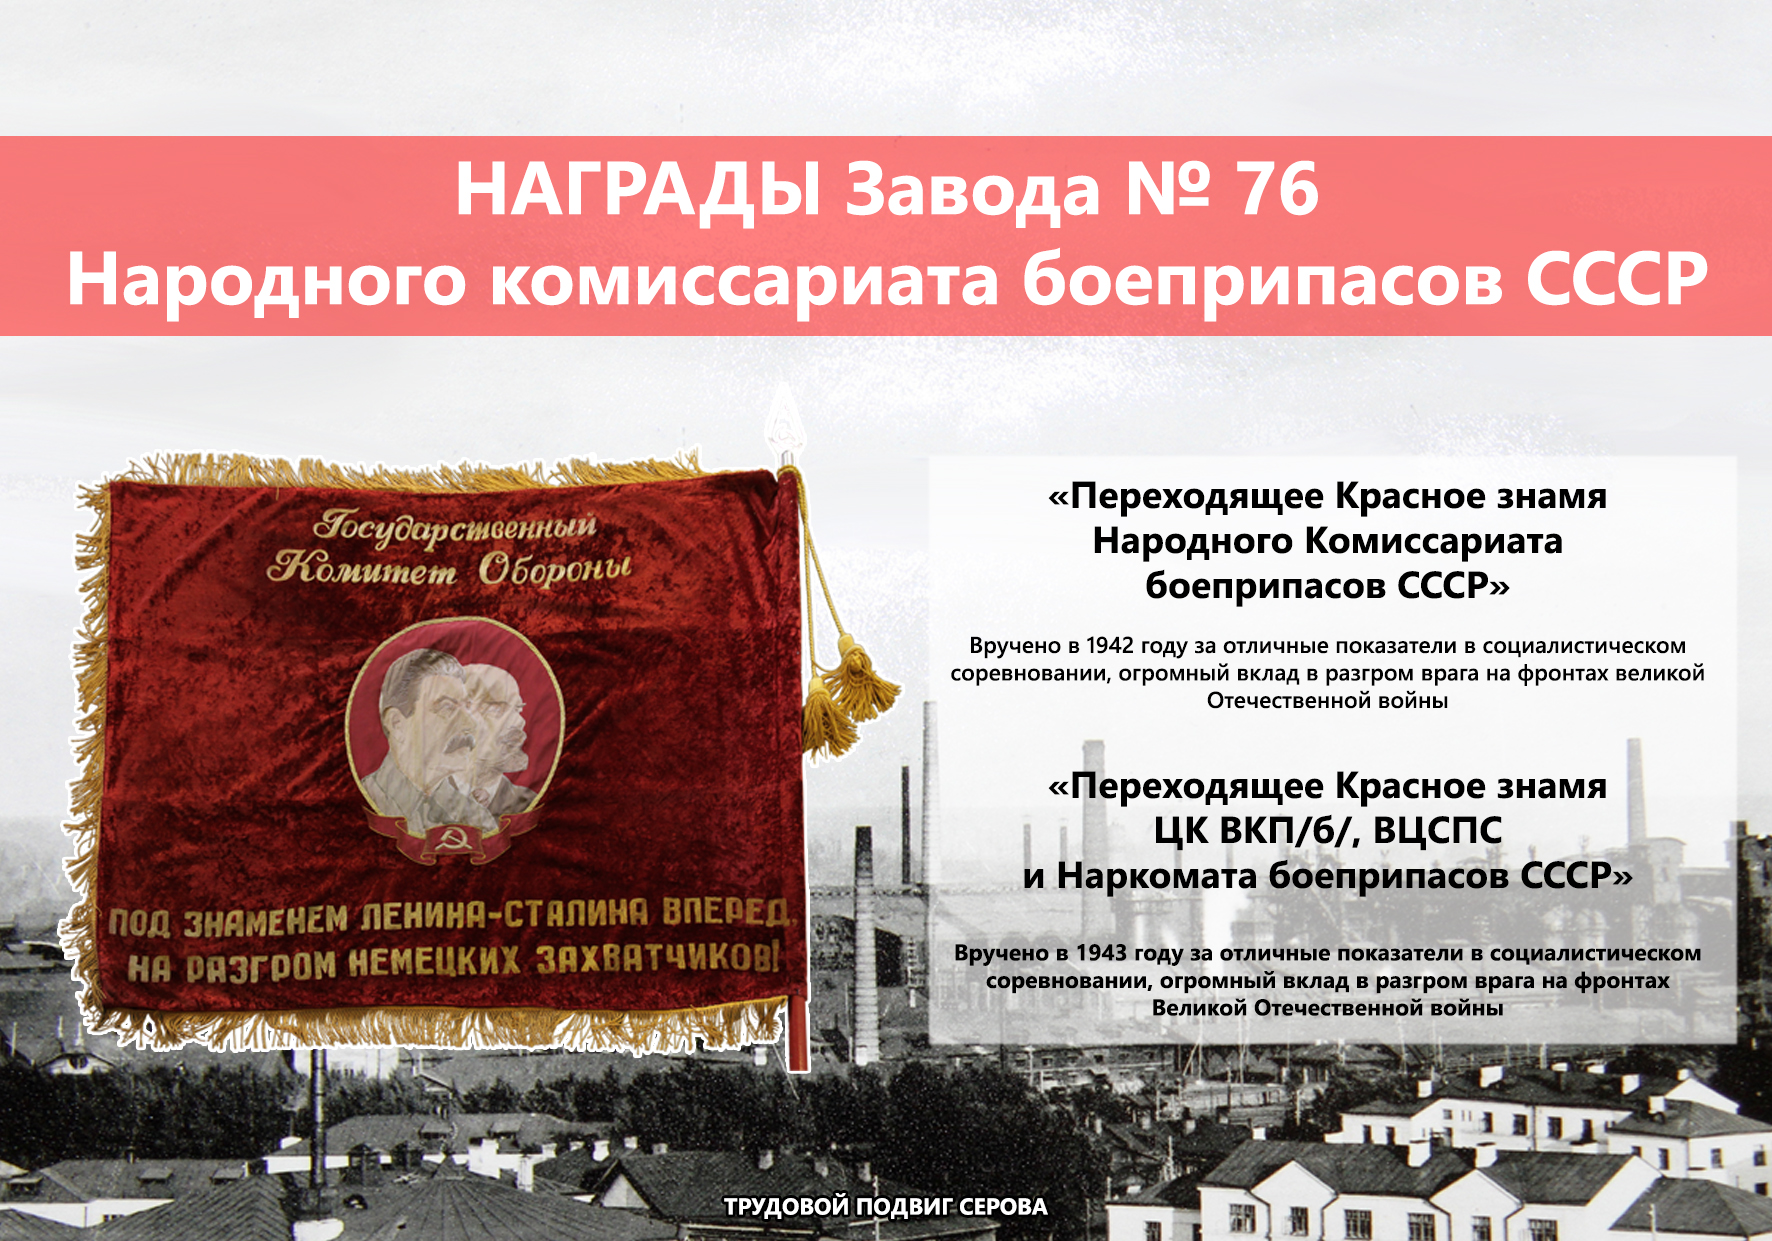 НАГРАДЫ Завода № 76
Народного комиссариата боеприпасов СССР
Государственный
Комитет Обороны
ПОД ЗНАМЕНЕМ ЛЕНИНА-СТАЛИНА ВПЕРЕД,
НА РАЗГРОМ НЕМЕЦКИХ ЗАХВАТЧИКОВ!
«Переходящее Красное знамя
Народного Комиссариата
боеприпасов СССР»
Вручено в 1942 году за отличные показатели в социалистическом
соревновании, огромный вклад в разгром врага на фронтах великой
Отечественной войны
«Переходящее Красное знамя
ЦК ВКП/б/, ВЦСПС
и Наркомата боеприпасов СССР»
Вручено в 1943 году за отличные показатели в социалистическом
соревновании, огромный вклад в разгром врага на фронтах
Великой Отечественной войны
ТРУДОВОЙ ПОДВИГ СЕРОВА